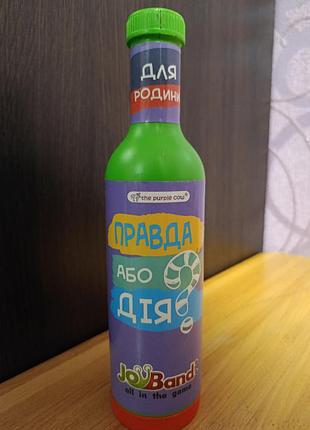 ДЛЯ
РОДИНИ
the purple cow®
ПРАВДА
АБО
ДІЯ?
JoyBand
all in the game